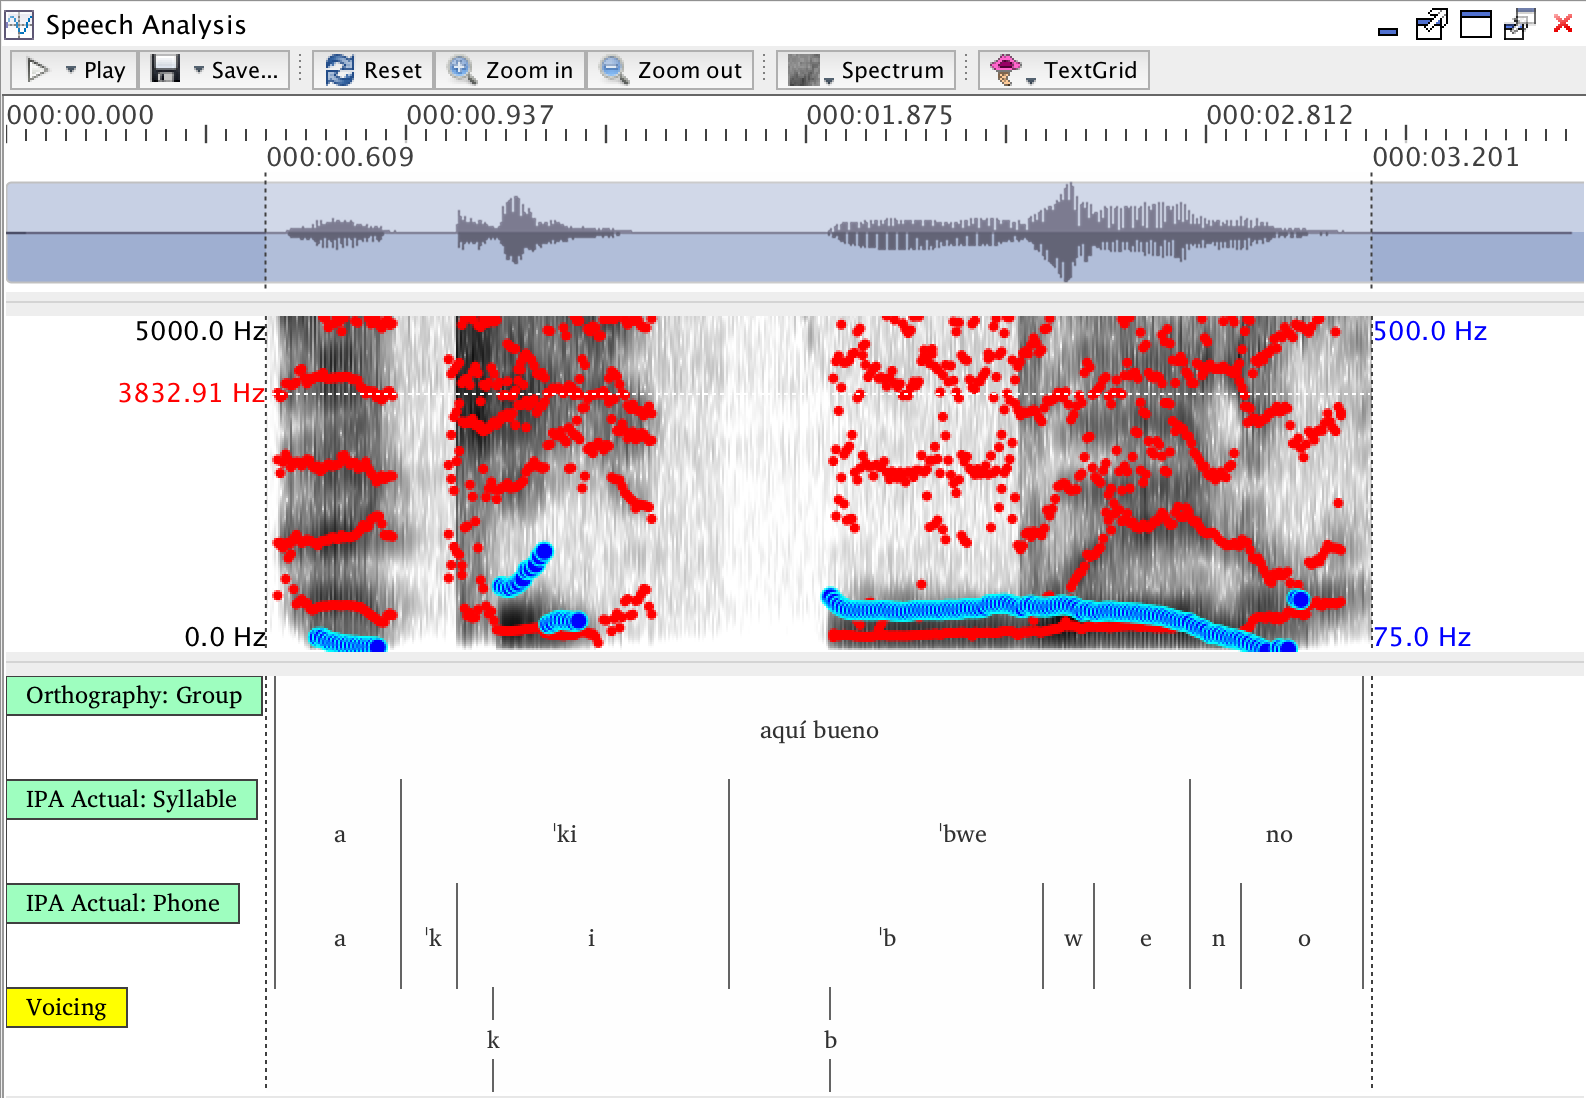 Speech Analysis
Play Save... Reset Zoom in Zoom out Spectrum TextGrid
000:00.000 000:00.937 000:01.875 000:02.812
000:00.609 000:03.201
5000.0 Hz 500.0 Hz
3832.91 Hz
0.0 Hz 75.0 Hz
Orthography: Group
aquí bueno
IPA Actual: Syllable
a ˈki ˈbwe no
IPA Actual: Phone
a ˈk i ˈb w e n o
Voicing
k b